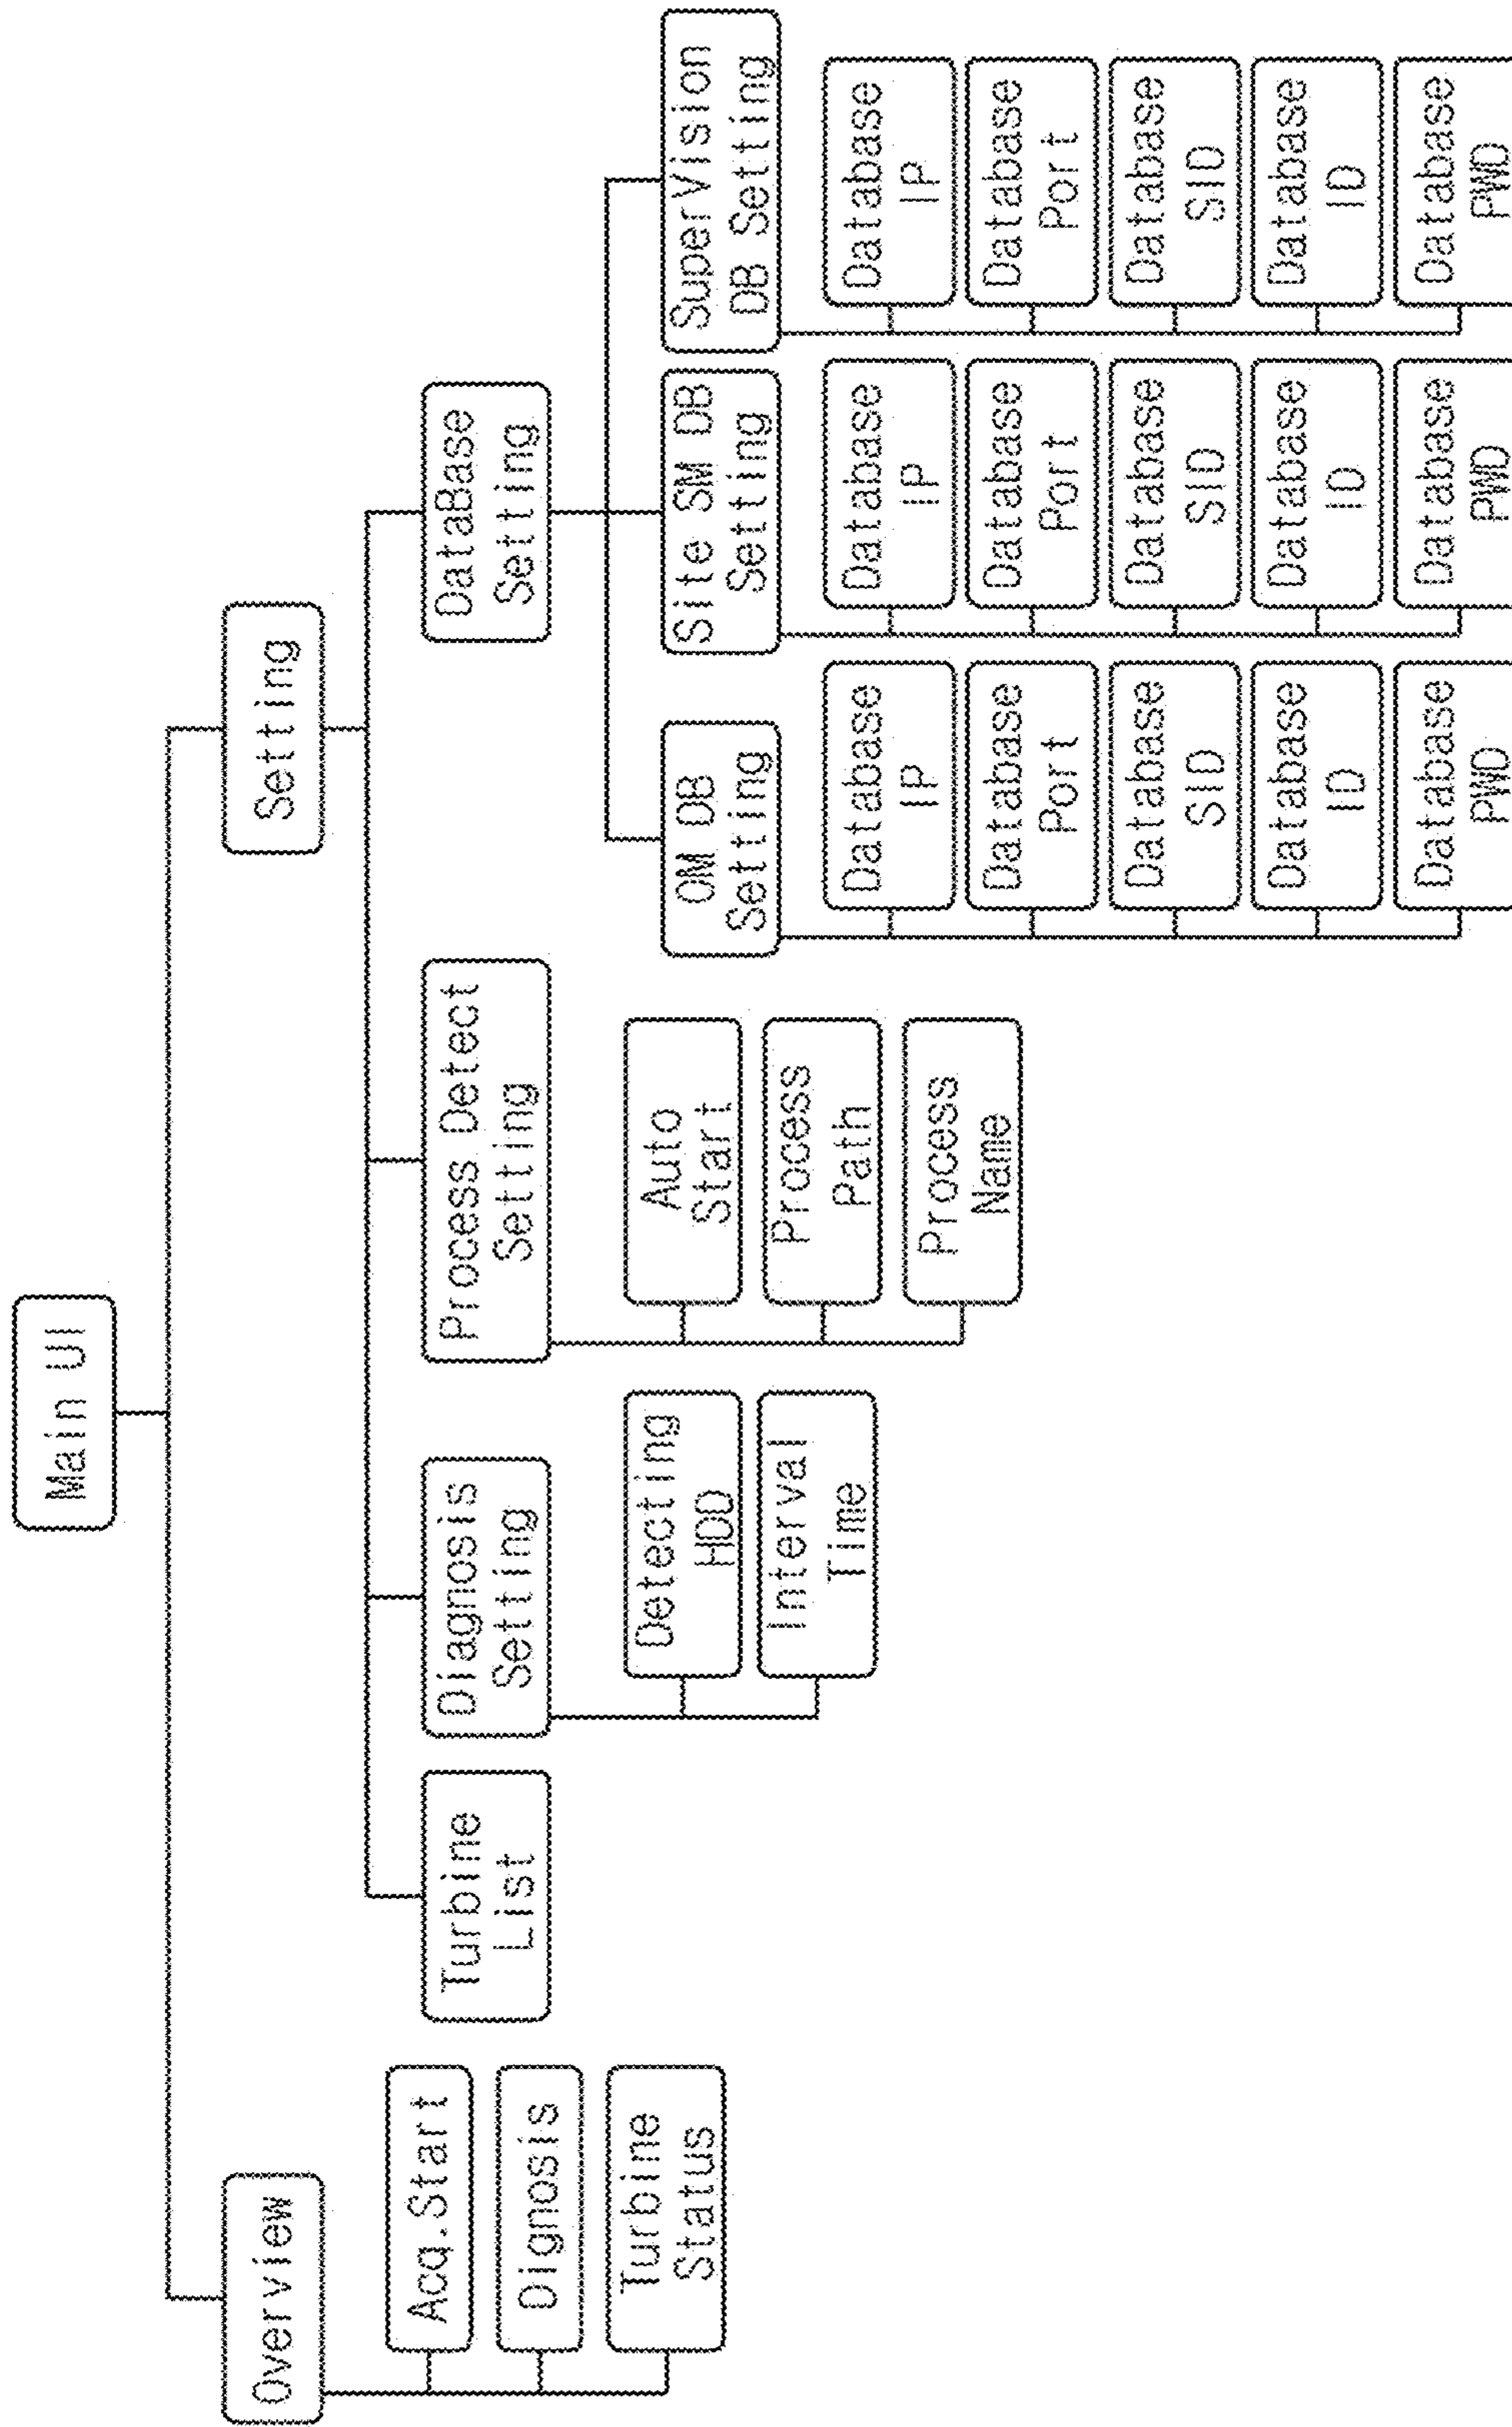 Main UI
Overview
Setting
Acq.Start
Dignosis
Turbine
Status
Turbine
List
Diagnosis
Setting
Detecting
HDD
Interval
Time
Process Detect
Setting
Auto
Start
Process
Path
Process
Name
DataBase
Setting
OM DB
Setting
Database
IP
Database
Port
Database
SID
Database
ID
Database
PWD
Site SM DB
Setting
Database
IP
Database
Port
Database
SID
Database
ID
Database
PWD
SuperVision
DB Setting
Database
IP
Database
Port
Database
SID
Database
ID
Database
PWD